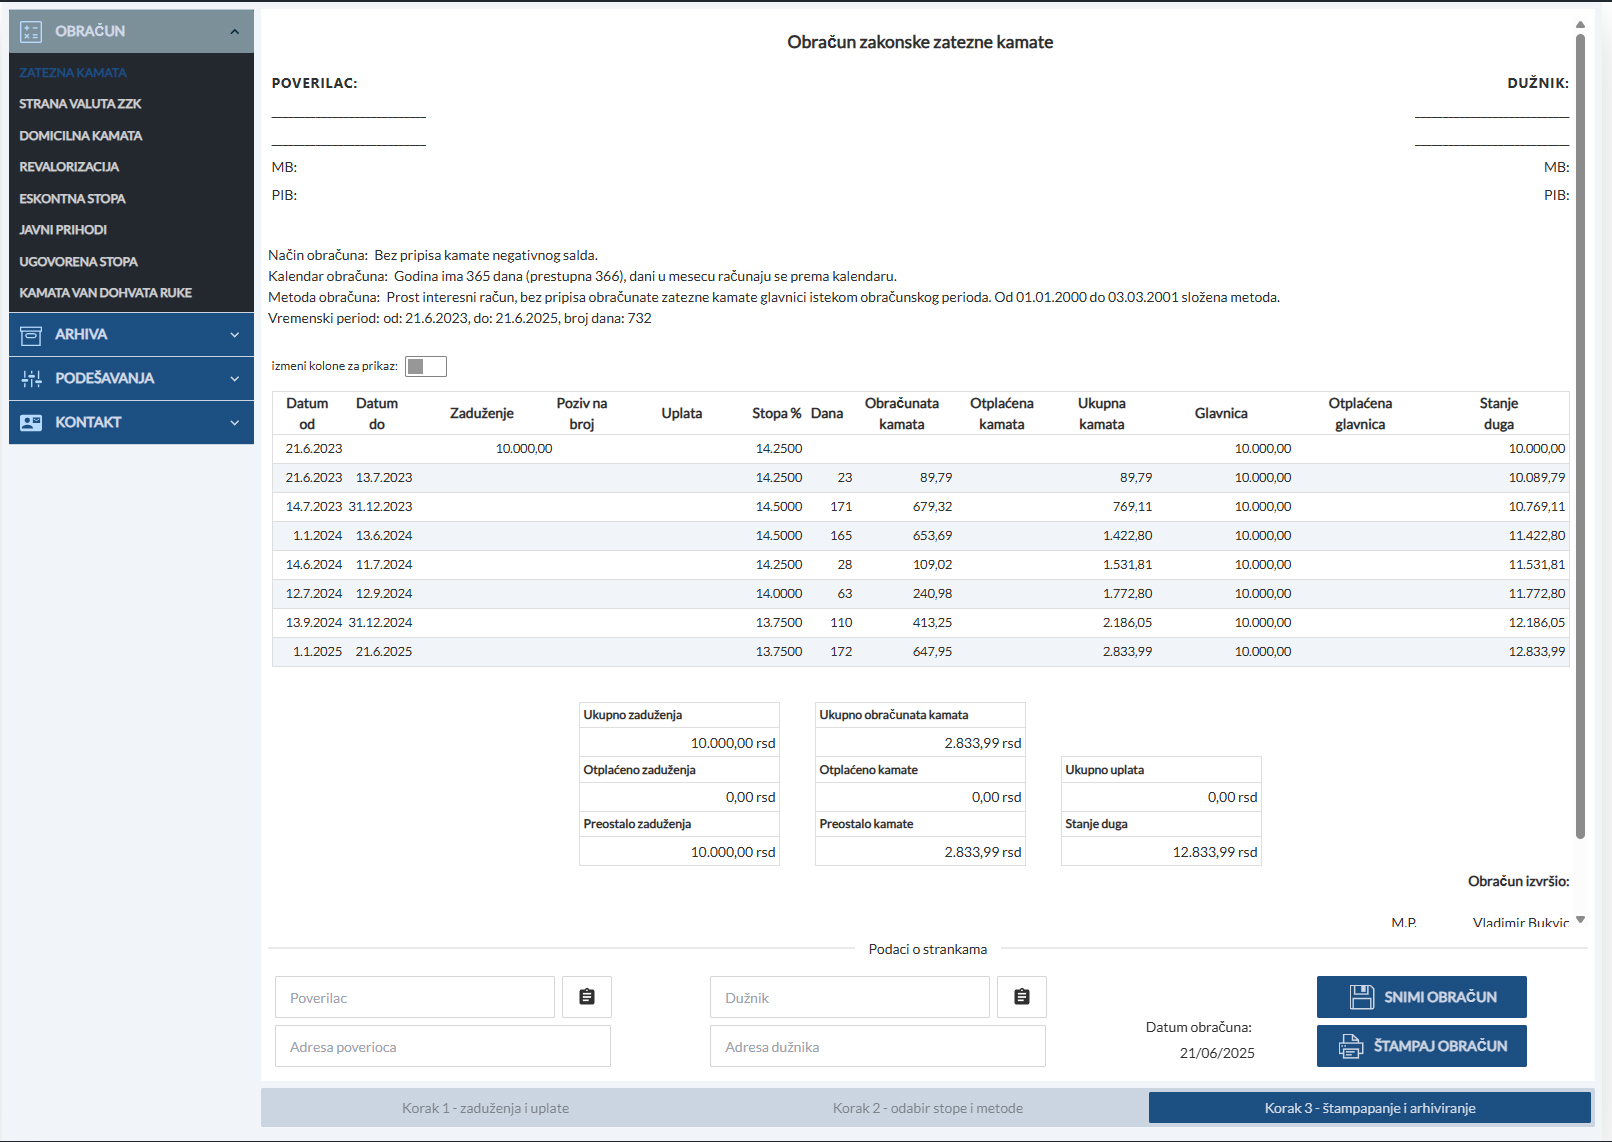 OBRAČUN
ZATEZNA KAMATA
STRANA VALUTA ZZK
DOMICILNA KAMATA
REVALORIZACIJA
ESKONTNA STOPA
JAVNI PRIHODI
UGOVORENA STOPA
KAMATA VAN DOHVATA RUKE
ARHIVA
PODEŠAVANJA
KONTAKT
Obračun zakonske zatezne kamate
POVERILAC: DUŽNIK:
MB: MB:
PIB: PIB:
Način obračuna: Bez pripisa kamate negativnog salda.
Kalendar obračuna: Godina ima 365 dana (prestupna 366), dani u mesecu računaju se prema kalendaru.
Metoda obračuna: Prost interesni račun, bez pripisa obračunate zatezne kamate glavnici istekom obračunskog perioda. Od 01.01.2000 do 03.03.2001 složena metoda.
Vremenski period: od: 21.6.2023, do: 21.6.2025, broj dana: 732
izmeni kolone za prikaz:
Datum od Datum do Zaduženje Poziv na broj Uplata Stopa % Dana Obračunata kamata Otplaćena kamata Ukupna kamata Glavnica Otplaćena glavnica Stanje duga
21.6.2023 10.000,00 14.2500 10.000,00 10.000,00
21.6.2023 13.7.2023 14.2500 23 89,79 89,79 10.000,00 10.089,79
14.7.2023 31.12.2023 14.5000 171 679,32 769,11 10.000,00 10.769,11
1.1.2024 13.6.2024 14.5000 165 653,69 1.422,80 10.000,00 11.422,80
14.6.2024 11.7.2024 14.2500 28 109,02 1.531,81 10.000,00 11.531,81
12.7.2024 12.9.2024 14.0000 63 240,98 1.772,80 10.000,00 11.772,80
13.9.2024 31.12.2024 13.7500 110 413,25 2.186,05 10.000,00 12.186,05
1.1.2025 21.6.2025 13.7500 172 647,95 2.833,99 10.000,00 12.833,99
Ukupno zaduženja Ukupno obračunata kamata
10.000,00 rsd 2.833,99 rsd
Otplaćeno zaduženja Otplaćeno kamate Ukupno uplata
0,00 rsd 0,00 rsd 0,00 rsd
Preostalo zaduženja Preostalo kamate Stanje duga
10.000,00 rsd 2.833,99 rsd 12.833,99 rsd
Obračun izvršio:
M.P. Vladimir Bukvic
Podaci o strankama
Poverilac Dužnik SNIMI OBRAČUN
Adresa poverioca Adresa dužnika Datum obračuna: ŠTAMPAJ OBRAČUN
21/06/2025
Korak 1 - zaduženja i uplate Korak 2 - odabir stope i metode Korak 3 - štampapanje i arhiviranje